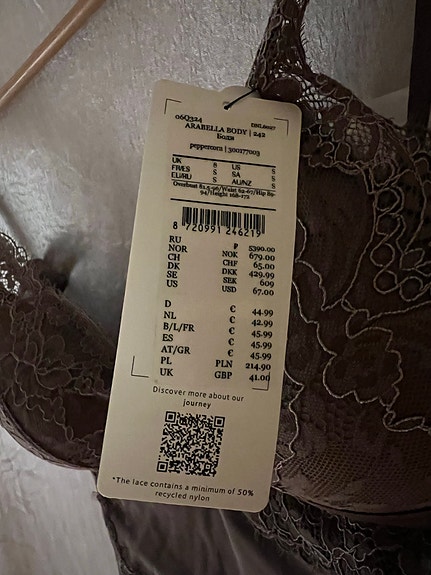 06Q324
ARABELLA BODY | 242
Боди
peppercorn | 300177003
UK 8 US S
FR/ES S SA S
EU/RU S AU/NZ S
8 720991 246219
RU ₽ 5390.00
NOR NOK 679.00
CH CHF 65.00
DK DKK 429.99
SE SEK 609
US USD 67.00
D € 44.99
NL € 42.99
B/L/FR € 45.99
ES € 45.99
AT/GR € 45.99
PL PLN 214.90
UK GBP 41.00
Discover more about our
journey
*The lace contains a minimum of 50%
recycled nylon